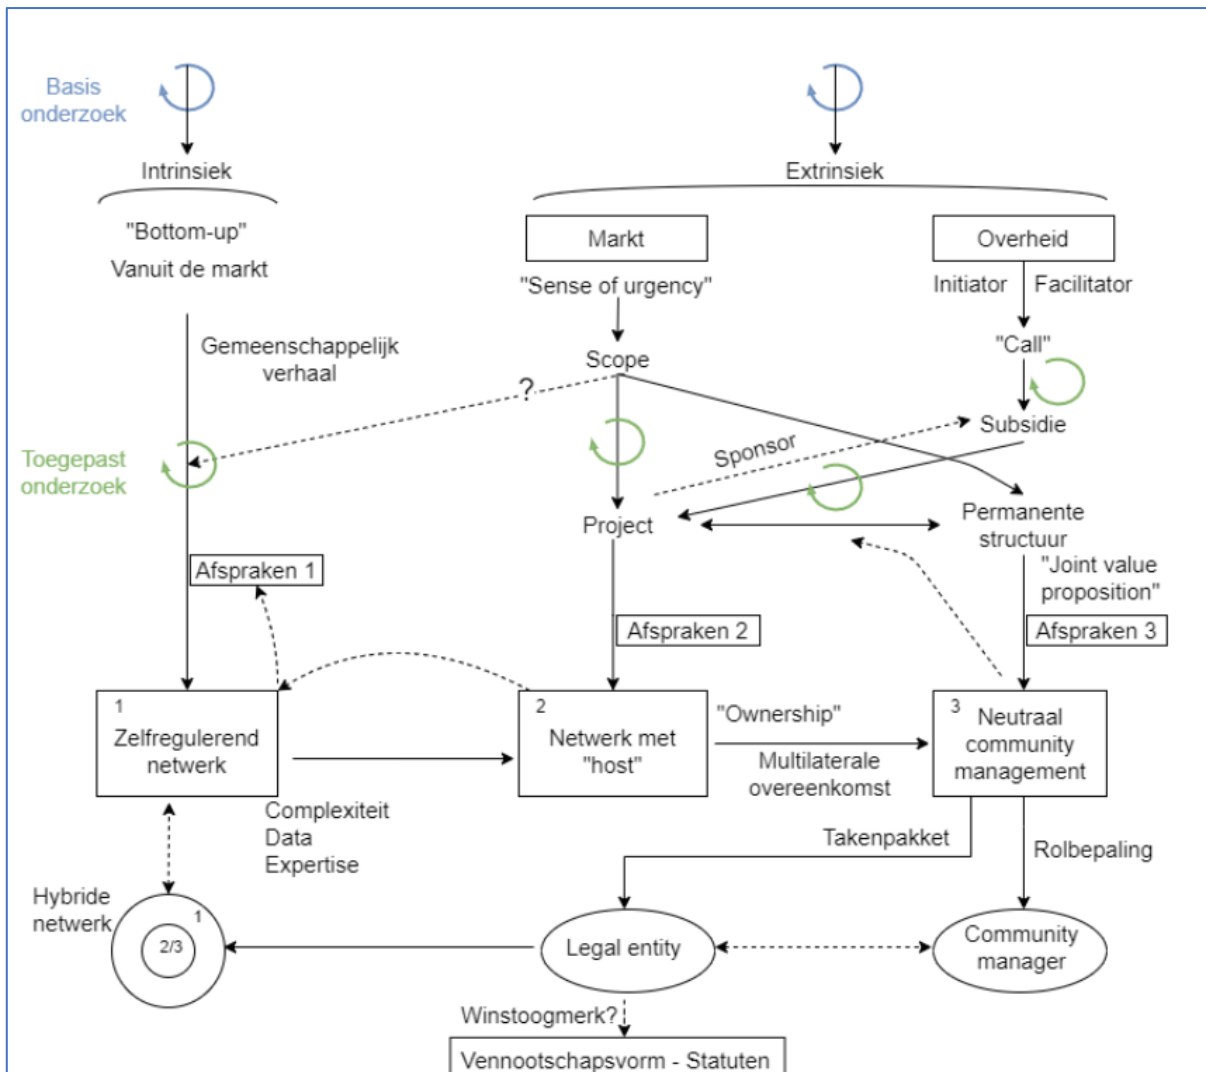 Basis
onderzoek
Intrinsiek
Extrinsiek
"Bottom-up"
Vanuit de markt
Markt
Overheid
"Sense of urgency"
Initiator
Facilitator
Gemeenschappelijk
verhaal
Scope
"Call"
?
Subsidie
Sponsor
Toegepast
onderzoek
Project
Permanente
structuur
Afspraken 1
"Joint value
proposition"
Afspraken 2
Afspraken 3
1
Zelfregulerend
netwerk
2
Netwerk met
"host"
"Ownership"
Multilaterale
overeenkomst
3
Neutraal
community
management
Complexiteit
Data
Expertise
Takenpakket
Rolbepaling
Hybride
netwerk
1
2/3
Legal entity
Community
manager
Winstoogmerk?
Vennootschapsvorm - Statuten